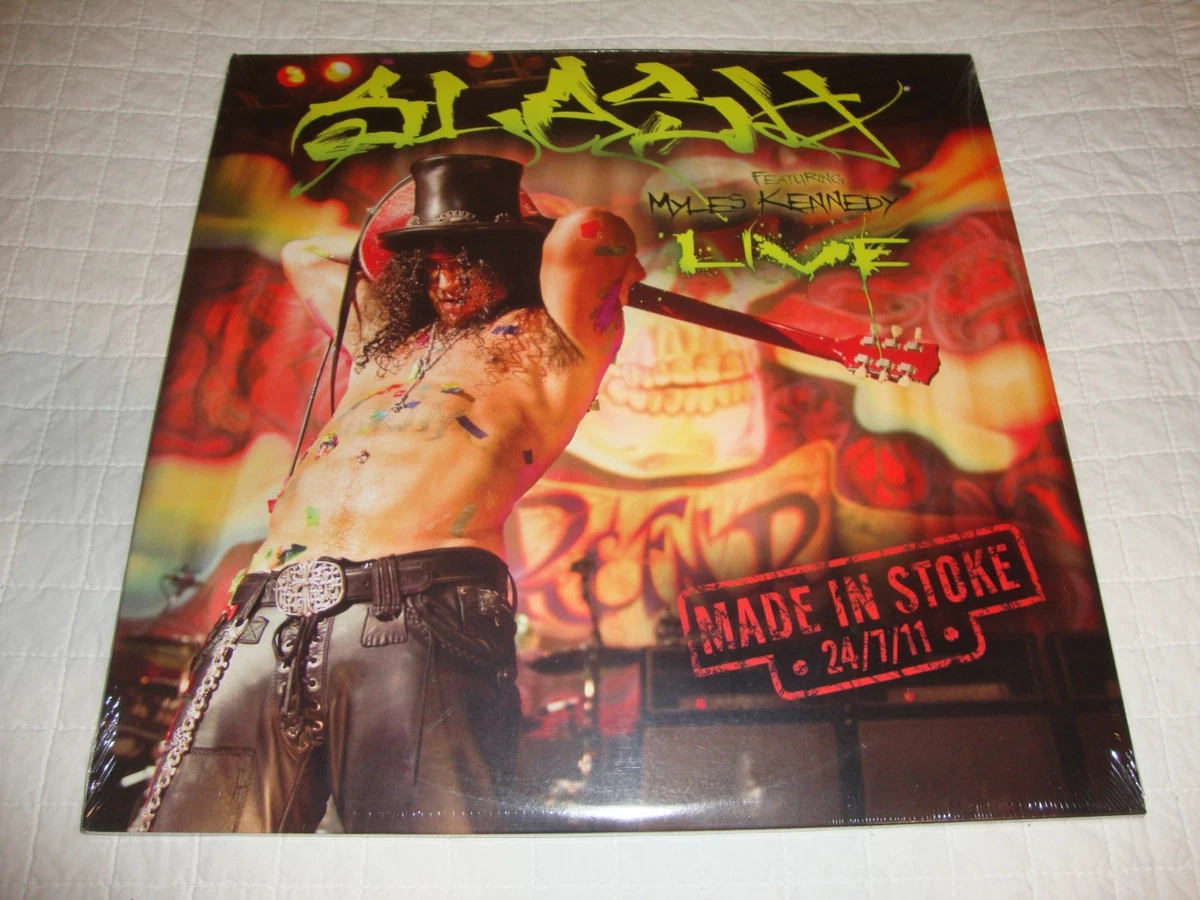 SLASH
FEATURING
MYLES KENNEDY
LIVE
MADE IN STOKE
24/7/11